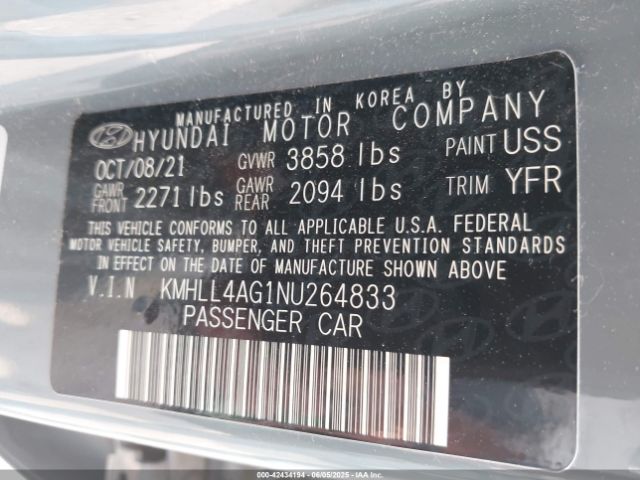 MANUFACTURED IN KOREA BY
HYUNDAI MOTOR COMPANY
OCT/08/21 GVWR 3858 lbs PAINT USS
GAWR FRONT 2271 lbs GAWR REAR 2094 lbs TRIM YFR
THIS VEHICLE CONFORMS TO ALL APPLICABLE U.S.A. FEDERAL
MOTOR VEHICLE SAFETY, BUMPER, AND THEFT PREVENTION STANDARDS
IN EFFECT ON THE DATE OF MANUFACTURE SHOWN ABOVE
V.I.N KMHLL4AG1NU264833
PASSENGER CAR
000-42434194 - 06/05/2025 - IAAI.COM